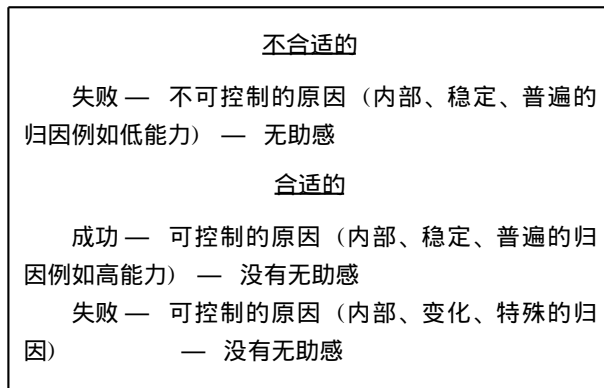 不合适的
失败 — 不可控制的原因（内部、稳定、普遍的
归因例如低能力） — 无助感
合适的
成功 — 可控制的原因（内部、稳定、普遍的归
因例如高能力） — 没有无助感
失败 — 可控制的原因（内部、变化、特殊的归
因） — 没有无助感